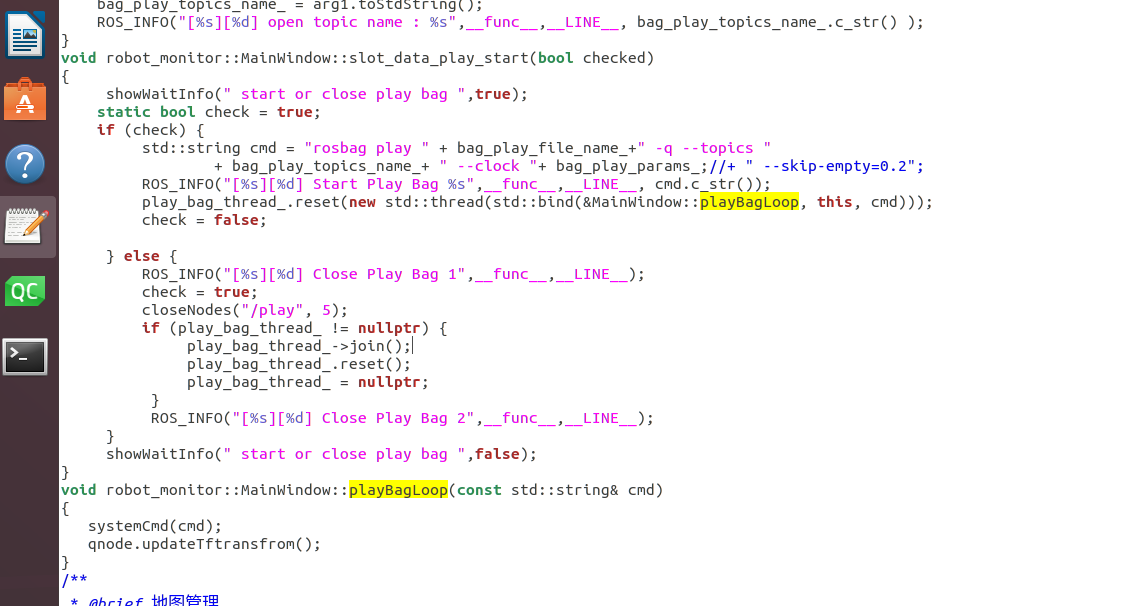 bag_play_topics_name_ = arg1.toStdString();
    ROS_INFO("[%s][%d] open topic name : %s",__func__,__LINE__, bag_play_topics_name_.c_str() );
}
void robot_monitor::MainWindow::slot_data_play_start(bool checked)
{
     showWaitInfo(" start or close play bag ",true);
    static bool check = true;
    if (check) {
         std::string cmd = "rosbag play " + bag_play_file_name_+" -q --topics "
                 + bag_play_topics_name_+ " --clock "+ bag_play_params_;//+ " --skip-empty=0.2";
         ROS_INFO("[%s][%d] Start Play Bag %s",__func__,__LINE__, cmd.c_str());
         play_bag_thread_.reset(new std::thread(std::bind(&MainWindow::playBagLoop, this, cmd)));
         check = false;
     } else {
         ROS_INFO("[%s][%d] Close Play Bag 1",__func__,__LINE__);
         check = true;
         closeNodes("/play", 5);
         if (play_bag_thread_ != nullptr) {
              play_bag_thread_->join();
              play_bag_thread_.reset();
              play_bag_thread_ = nullptr;
          }
          ROS_INFO("[%s][%d] Close Play Bag 2",__func__,__LINE__);
     }
     showWaitInfo(" start or close play bag ",false);
}
void robot_monitor::MainWindow::playBagLoop(const std::string& cmd)
{
   systemCmd(cmd);
   qnode.updateTftransfrom();
}
/**
 * @brief 地图管理
QC
>_
?
A